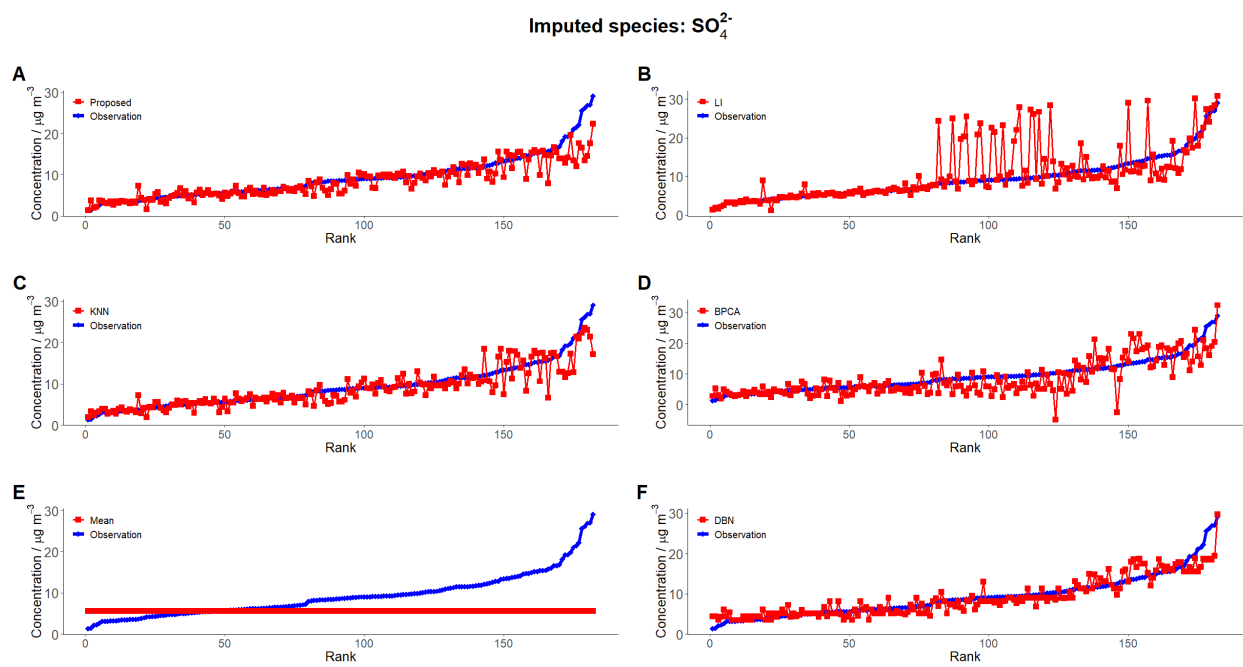 Imputed species: SO₄²⁻
A
Concentration / μg m⁻³
30
20
10
0
Proposed
Observation
0 50 100 150
Rank
B
Concentration / μg m⁻³
30
20
10
0
LI
Observation
0 50 100 150
Rank
C
Concentration / μg m⁻³
30
20
10
0
KNN
Observation
0 50 100 150
Rank
D
Concentration / μg m⁻³
30
20
10
0
BPCA
Observation
0 50 100 150
Rank
E
Concentration / μg m⁻³
30
20
10
0
Mean
Observation
0 50 100 150
Rank
F
Concentration / μg m⁻³
30
20
10
0
DBN
Observation
0 50 100 150
Rank